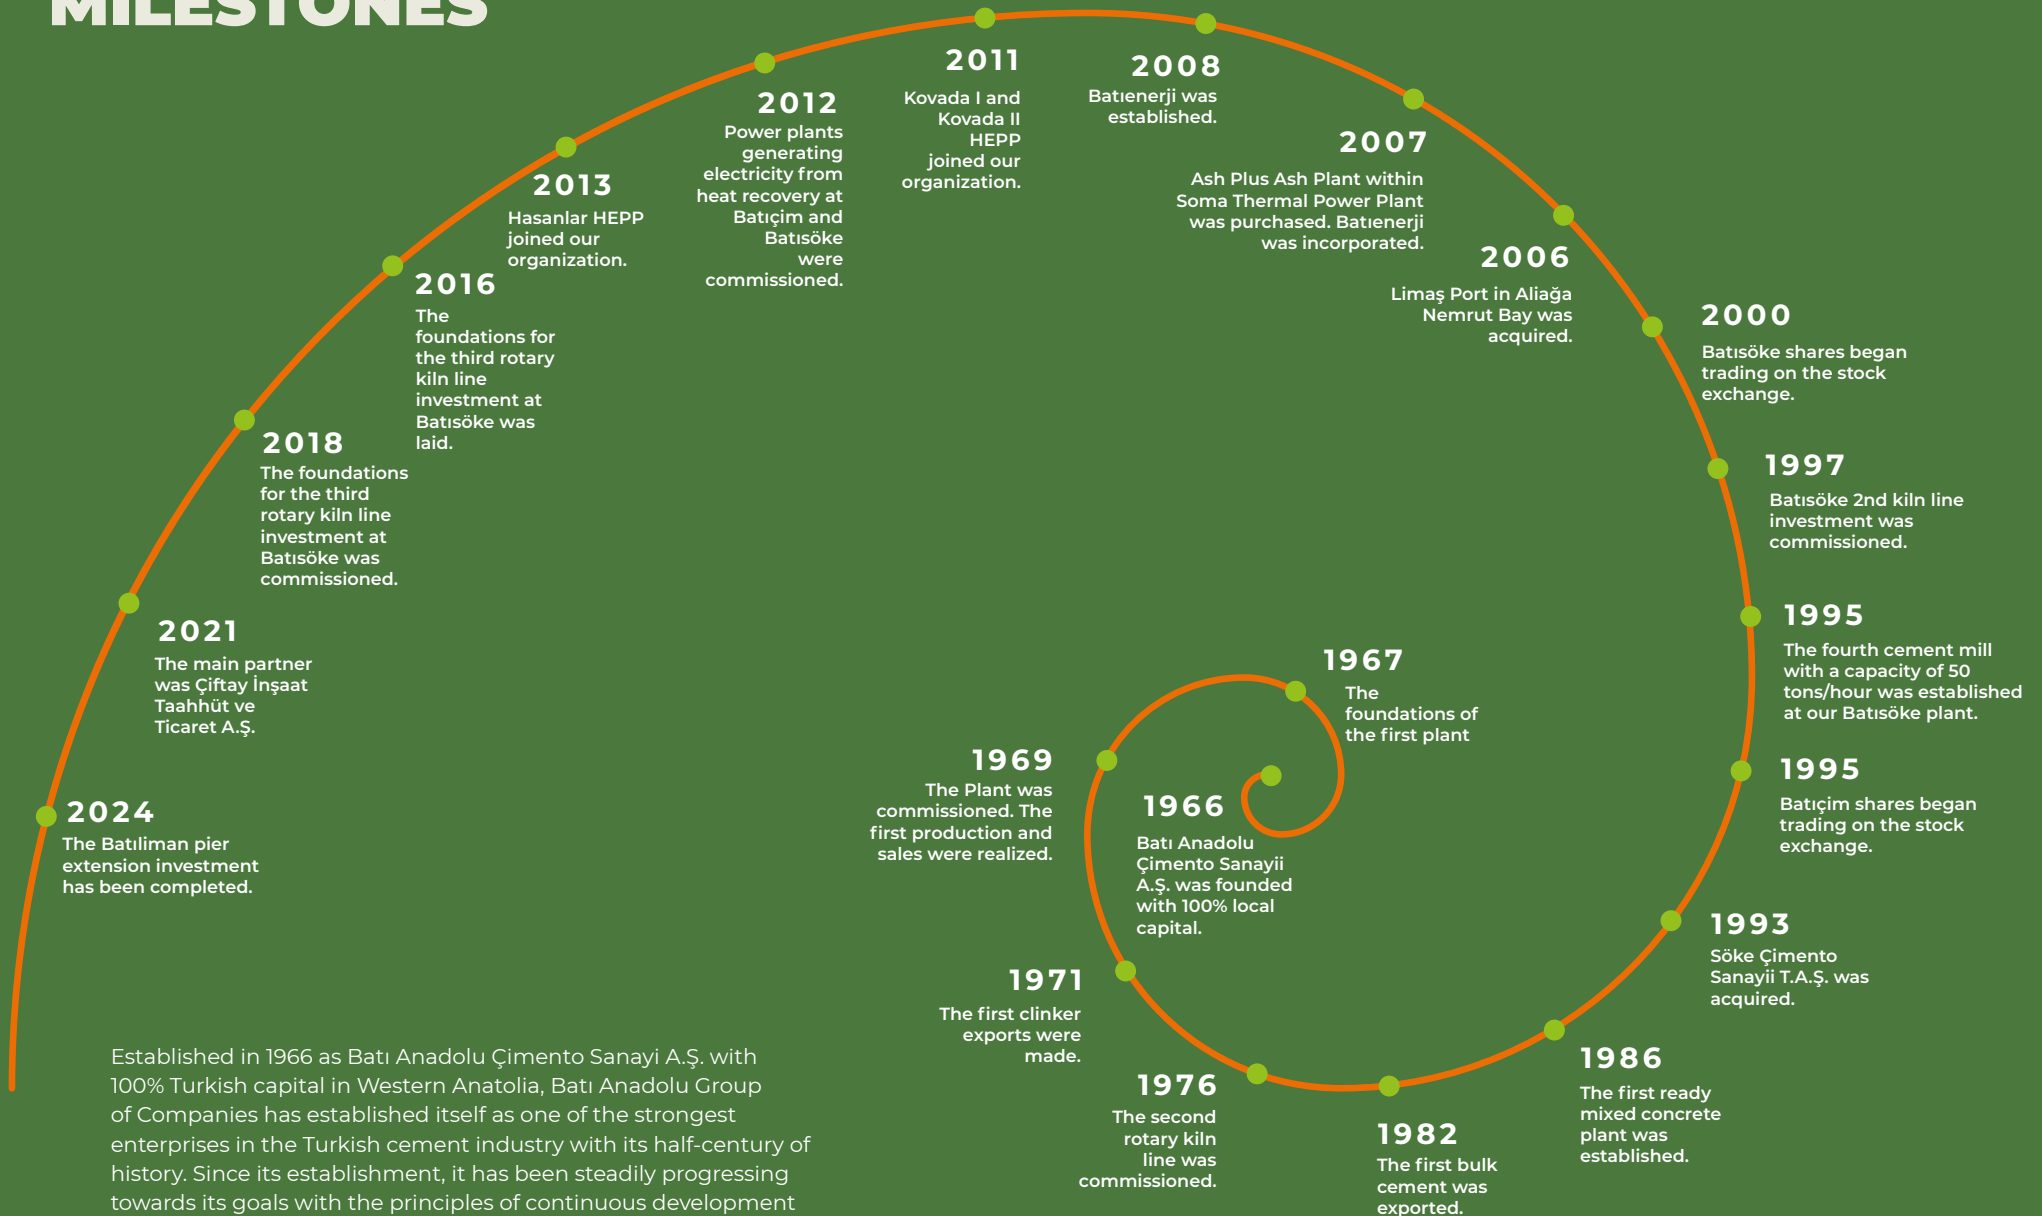 MILESTONES
2011
Kovada I and
Kovada II
HEPP
joined our
organization.
2008
Batıenerji was
established.
2012
Power plants
generating
electricity from
heat recovery at
Batıçim and
Batısöke
were
commissioned.
2007
Ash Plus Ash Plant within
Soma Thermal Power Plant
was purchased. Batıenerji
was incorporated.
2013
Hasanlar HEPP
joined our
organization.
2006
Limaş Port in Aliağa
Nemrut Bay was
acquired.
2016
The
foundations for
the third rotary
kiln line
investment at
Batısöke was
laid.
2000
Batısöke shares began
trading on the stock
exchange.
2018
The foundations
for the third
rotary kiln line
investment at
Batısöke was
commissioned.
1997
Batısöke 2nd kiln line
investment was
commissioned.
2021
The main partner
was Çiftay İnşaat
Taahhüt ve
Ticaret A.Ş.
1995
The fourth cement mill
with a capacity of 50
tons/hour was established
at our Batısöke plant.
1967
The
foundations of
the first plant
1969
The Plant was
commissioned. The
first production and
sales were realized.
1966
Batı Anadolu
Çimento Sanayii
A.Ş. was founded
with 100% local
capital.
1995
Batıçim shares began
trading on the stock
exchange.
2024
The Batılıman pier
extension investment
has been completed.
1993
Söke Çimento
Sanayii T.A.Ş. was
acquired.
1971
The first clinker
exports were
made.
1986
The first ready
mixed concrete
plant was
established.
1976
The second
rotary kiln
line was
commissioned.
1982
The first bulk
cement was
exported.
Established in 1966 as Batı Anadolu Çimento Sanayi A.Ş. with
100% Turkish capital in Western Anatolia, Batı Anadolu Group
of Companies has established itself as one of the strongest
enterprises in the Turkish cement industry with its half-century of
history. Since its establishment, it has been steadily progressing
towards its goals with the principles of continuous development